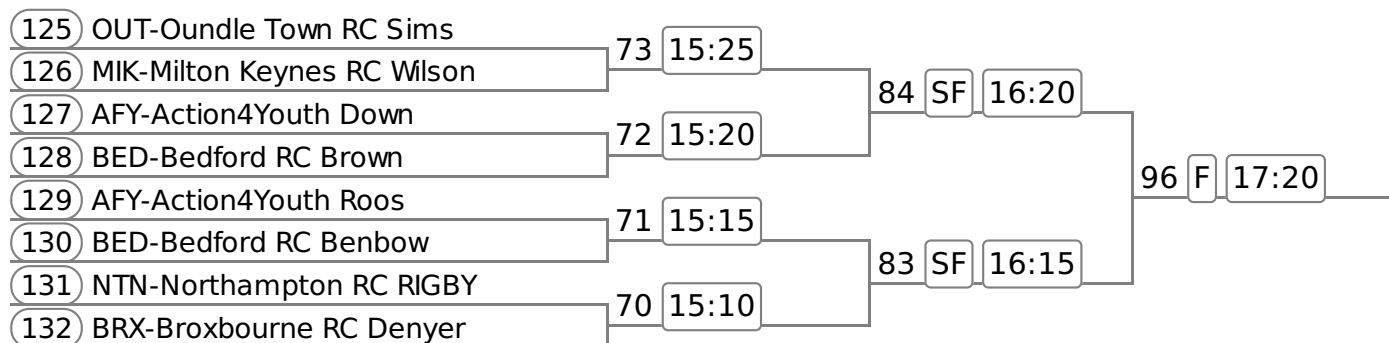 125 OUT-Oundle Town RC Sims
126 MIK-Milton Keynes RC Wilson
73 15:25
127 AFY-Action4Youth Down
128 BED-Bedford RC Brown
72 15:20
84 SF 16:20
129 AFY-Action4Youth Roos
130 BED-Bedford RC Benbow
71 15:15
131 NTN-Northampton RC RIGBY
132 BRX-Broxbourne RC Denyer
70 15:10
83 SF 16:15
96 F 17:20